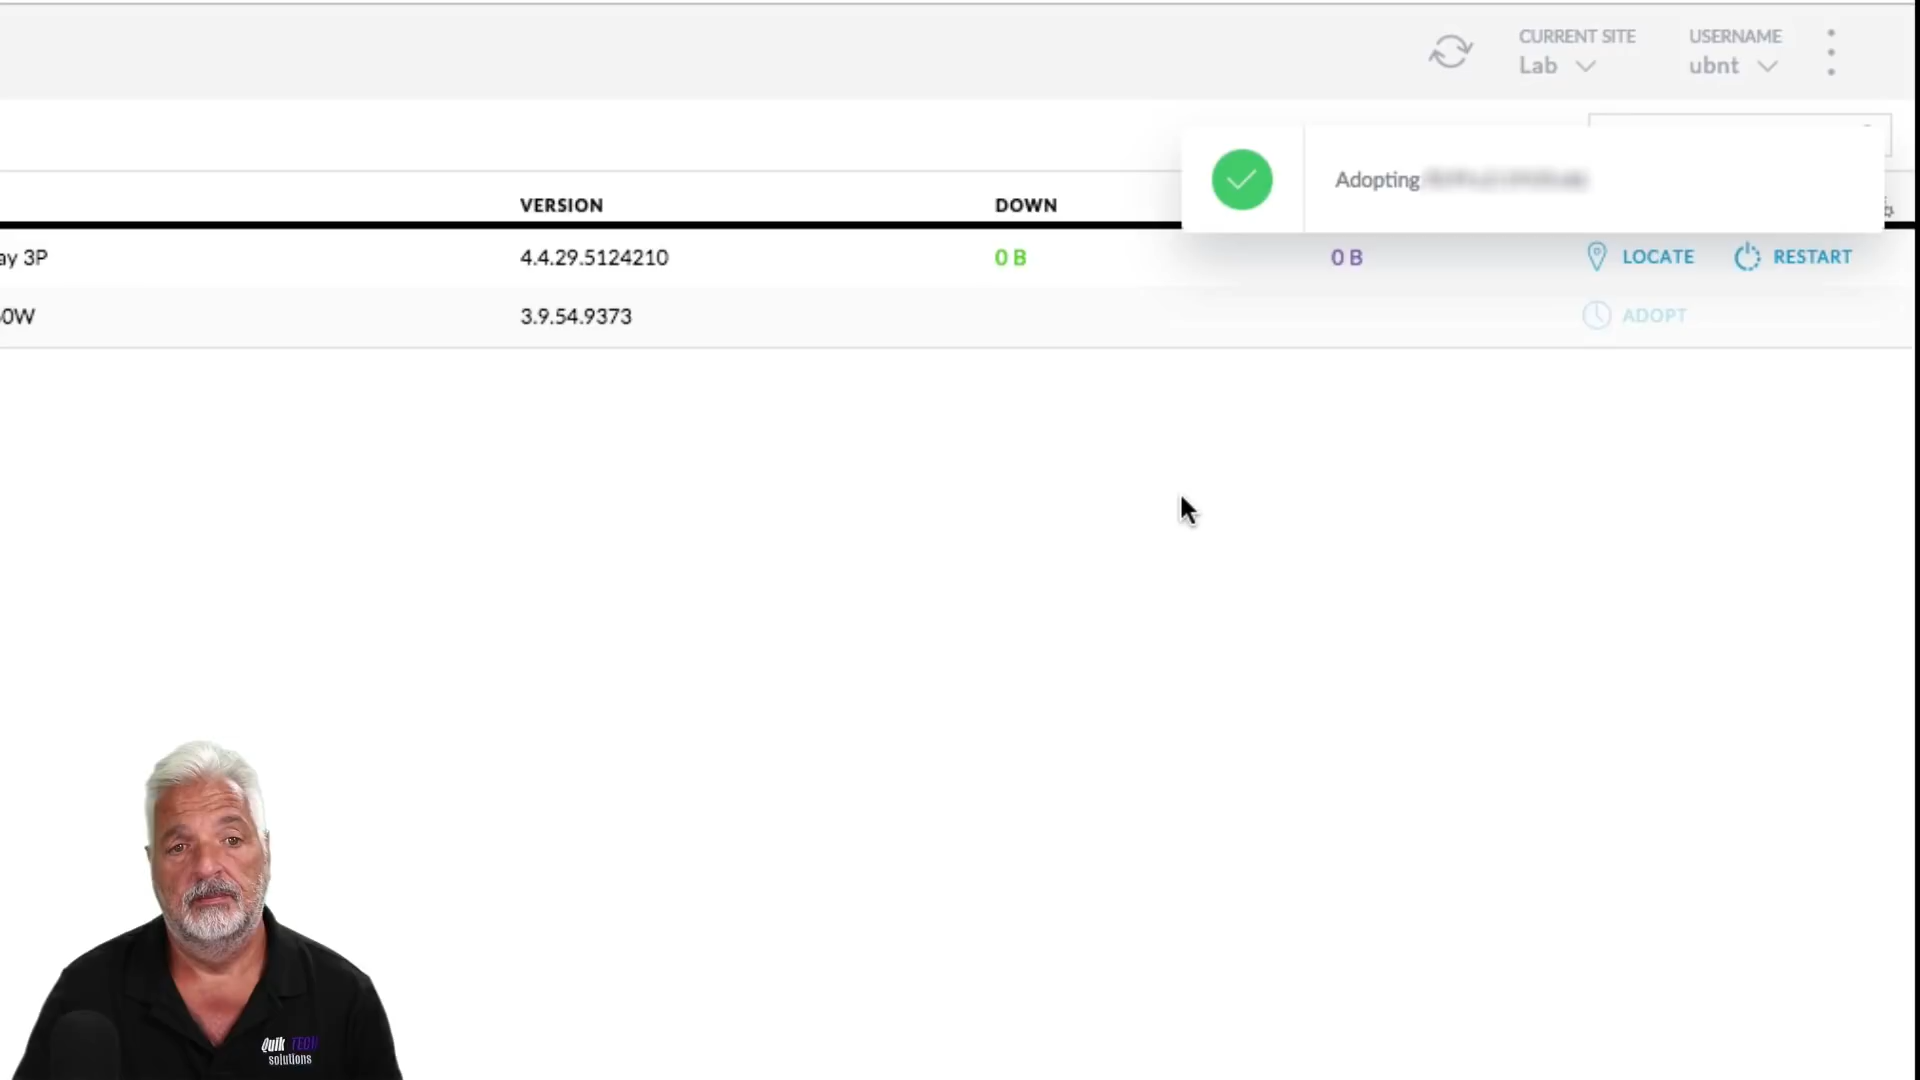 CURRENT SITE
Lab
USERNAME
ubnt
Adopting
VERSION
DOWN
ay 3P
4.4.29.5124210
0 B
0 B
LOCATE
RESTART
0W
3.9.54.9373
ADOPT
Quik TECH
solutions